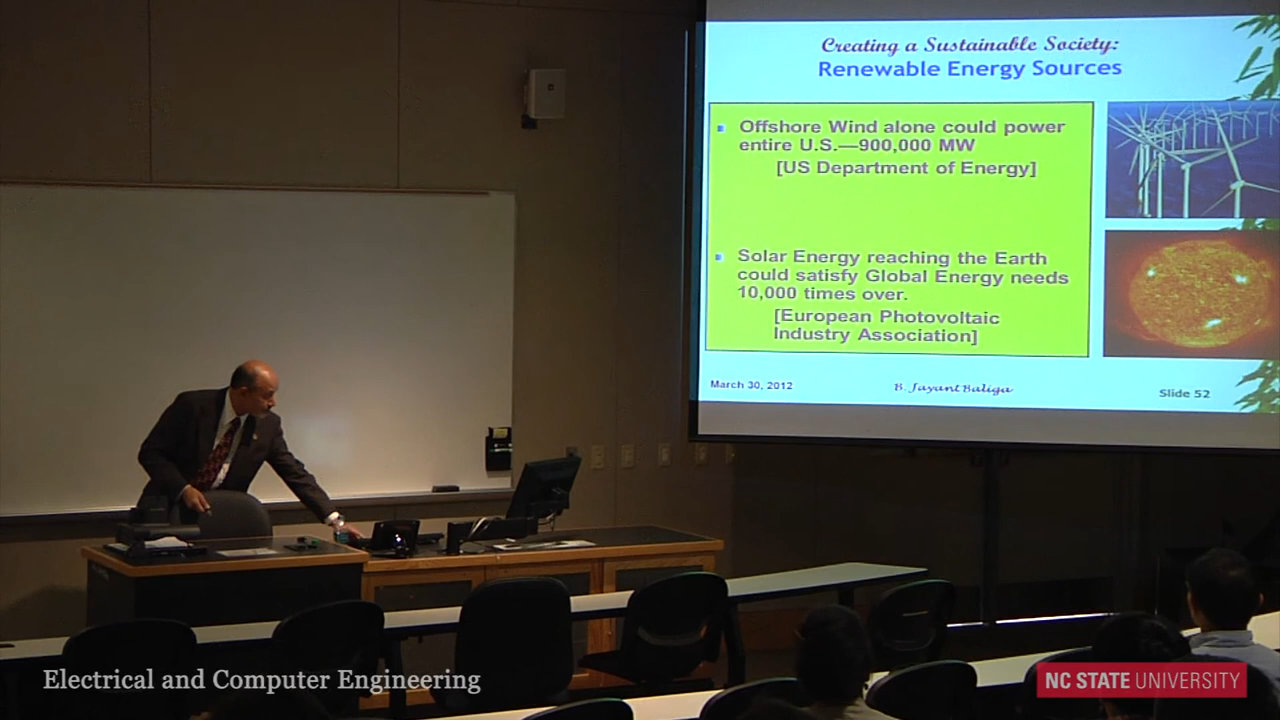 Creating a Sustainable Society:
Renewable Energy Sources
Offshore Wind alone could power
entire U.S.—900,000 MW
[US Department of Energy]
Solar Energy reaching the Earth
could satisfy Global Energy needs
10,000 times over.
[European Photovoltaic
Industry Association]
March 30, 2012
B. Jayant Baliga
Slide 52
Electrical and Computer Engineering
NC STATE UNIVERSITY